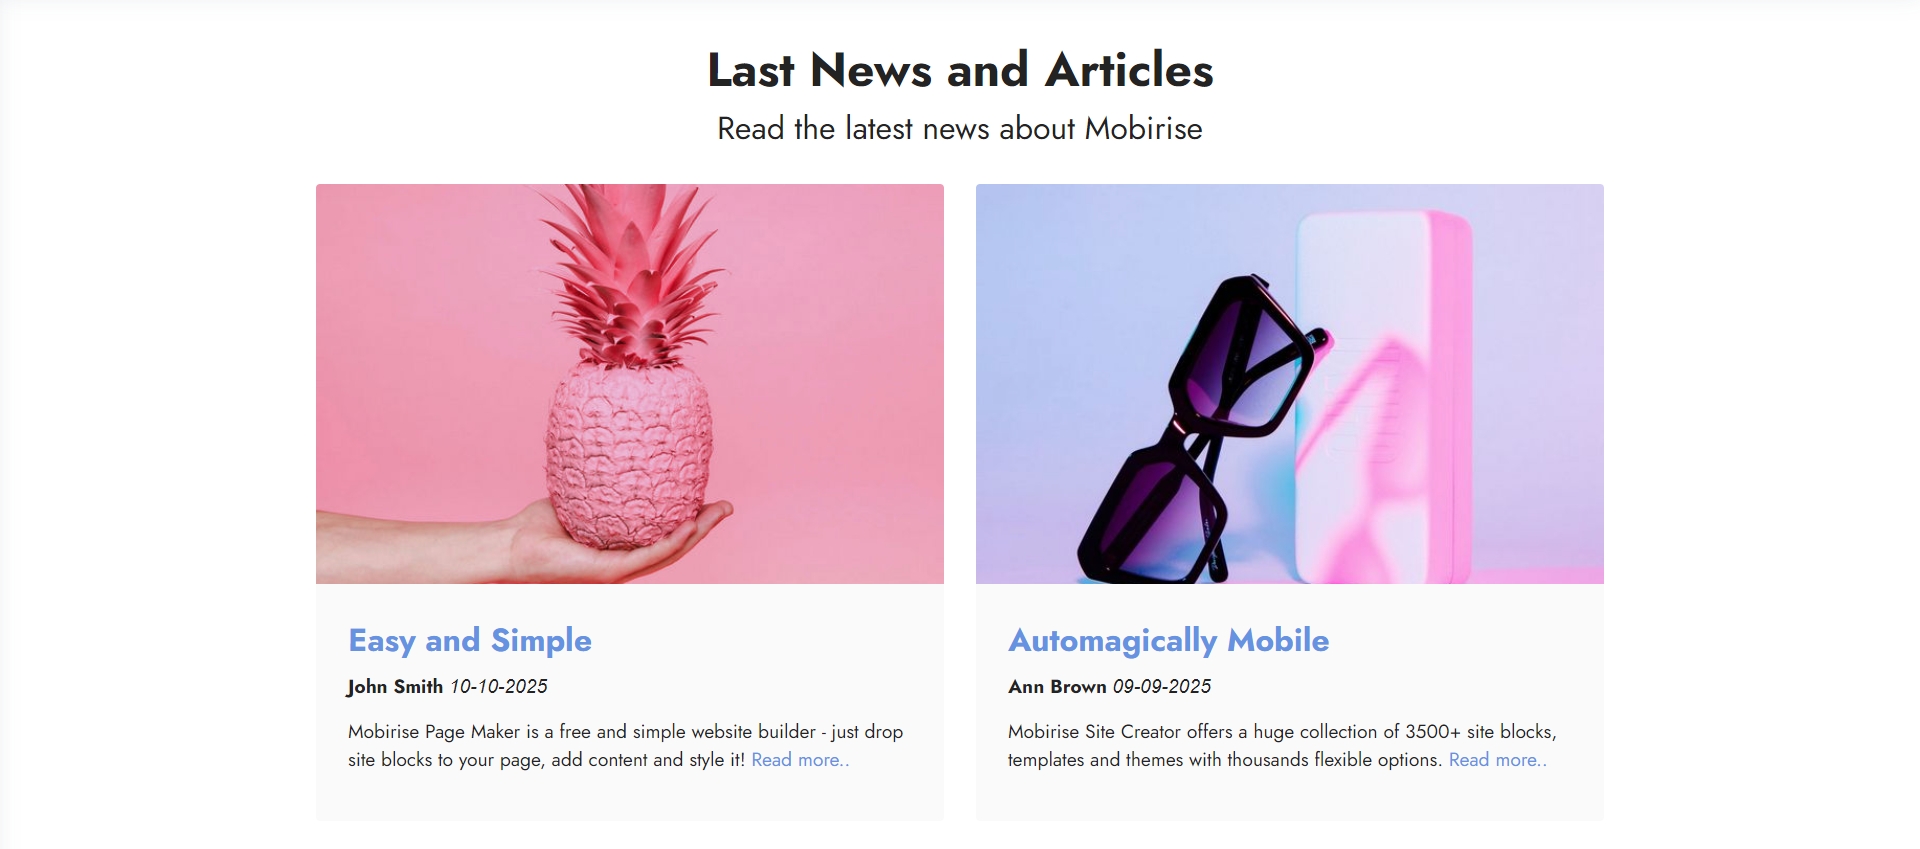 Last News and Articles
Read the latest news about Mobirise
Easy and Simple
John Smith 10-10-2025
Mobirise Page Maker is a free and simple website builder - just drop
site blocks to your page, add content and style it! Read more..
Automagically Mobile
Ann Brown 09-09-2025
Mobirise Site Creator offers a huge collection of 3500+ site blocks,
templates and themes with thousands flexible options. Read more..